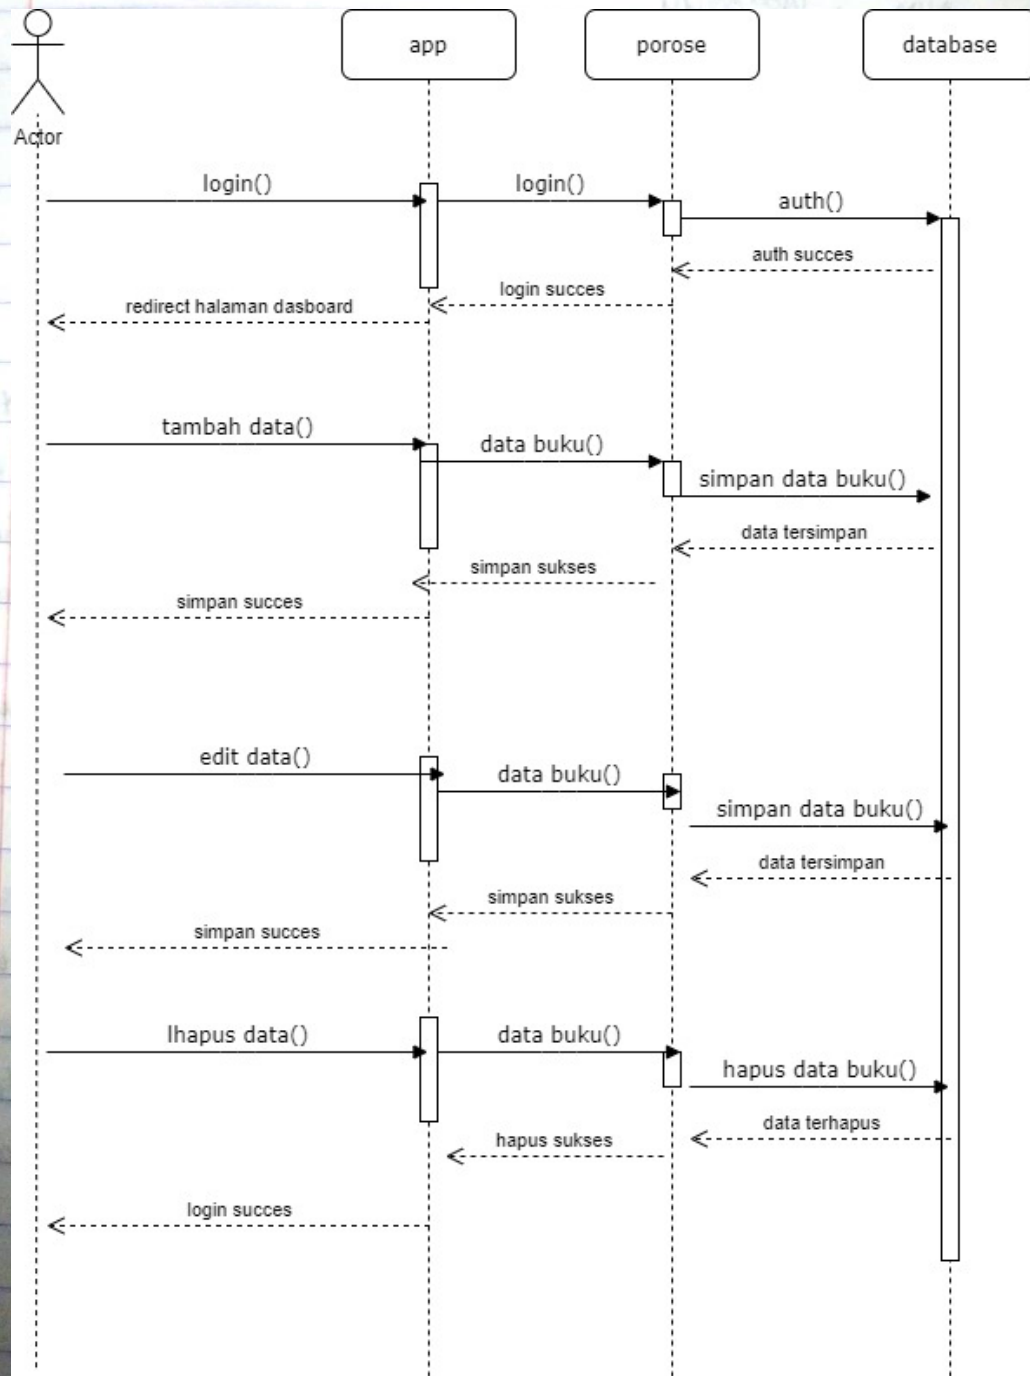 app
porose
database
Actor
login()
login()
auth()
auth succes
login succes
redirect halaman dasboard
tambah data()
data buku()
simpan data buku()
data tersimpan
simpan sukses
simpan succes
edit data()
data buku()
simpan data buku()
data tersimpan
simpan sukses
simpan succes
lhapus data()
data buku()
hapus data buku()
data terhapus
hapus sukses
login succes